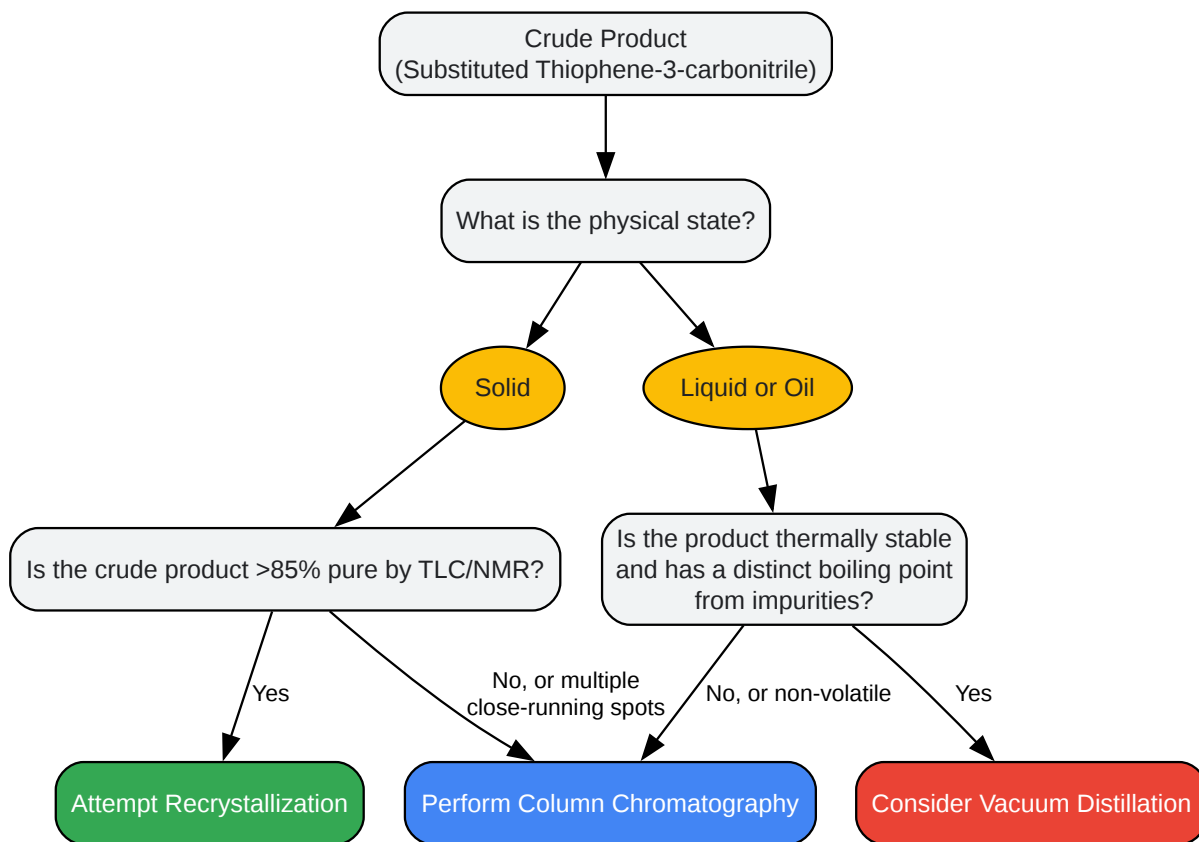 Crude Product
(Substituted Thiophene-3-carbonitrile)
What is the physical state?
Solid
Liquid or Oil
Is the crude product >85% pure by TLC/NMR?
Is the product thermally stable
and has a distinct boiling point
from impurities?
Yes
No, or multiple
close-running spots
No, or non-volatile
Yes
Attempt Recrystallization
Perform Column Chromatography
Consider Vacuum Distillation